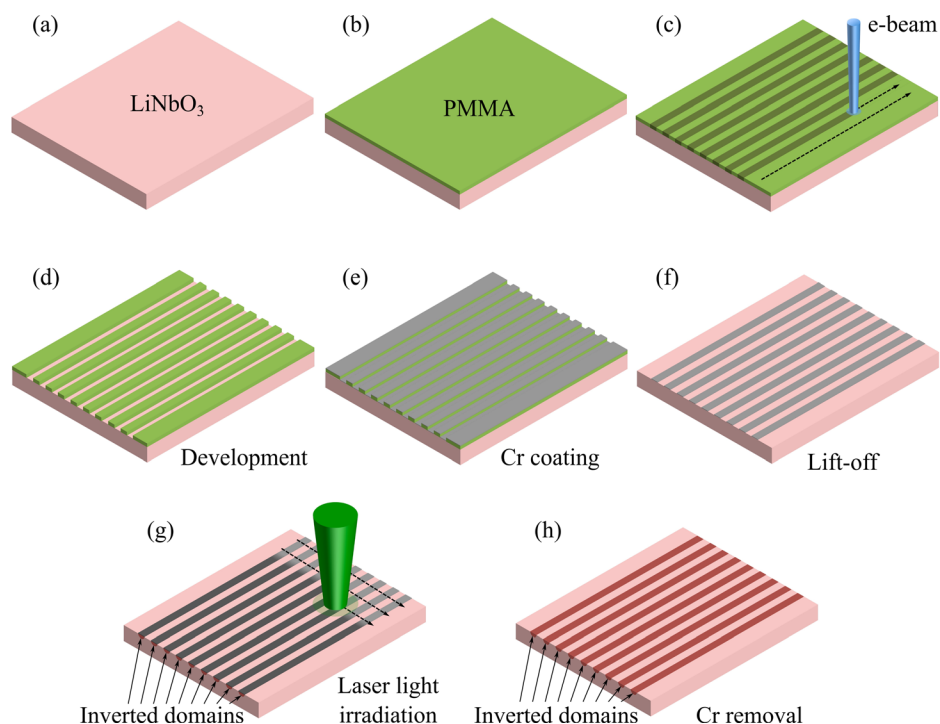 (a)
LiNbO₃
(b)
PMMA
(c)
e-beam
(d)
Development
(e)
Cr coating
(f)
Lift-off
(g)
Inverted domains
Laser light
irradiation
(h)
Inverted domains
Cr removal